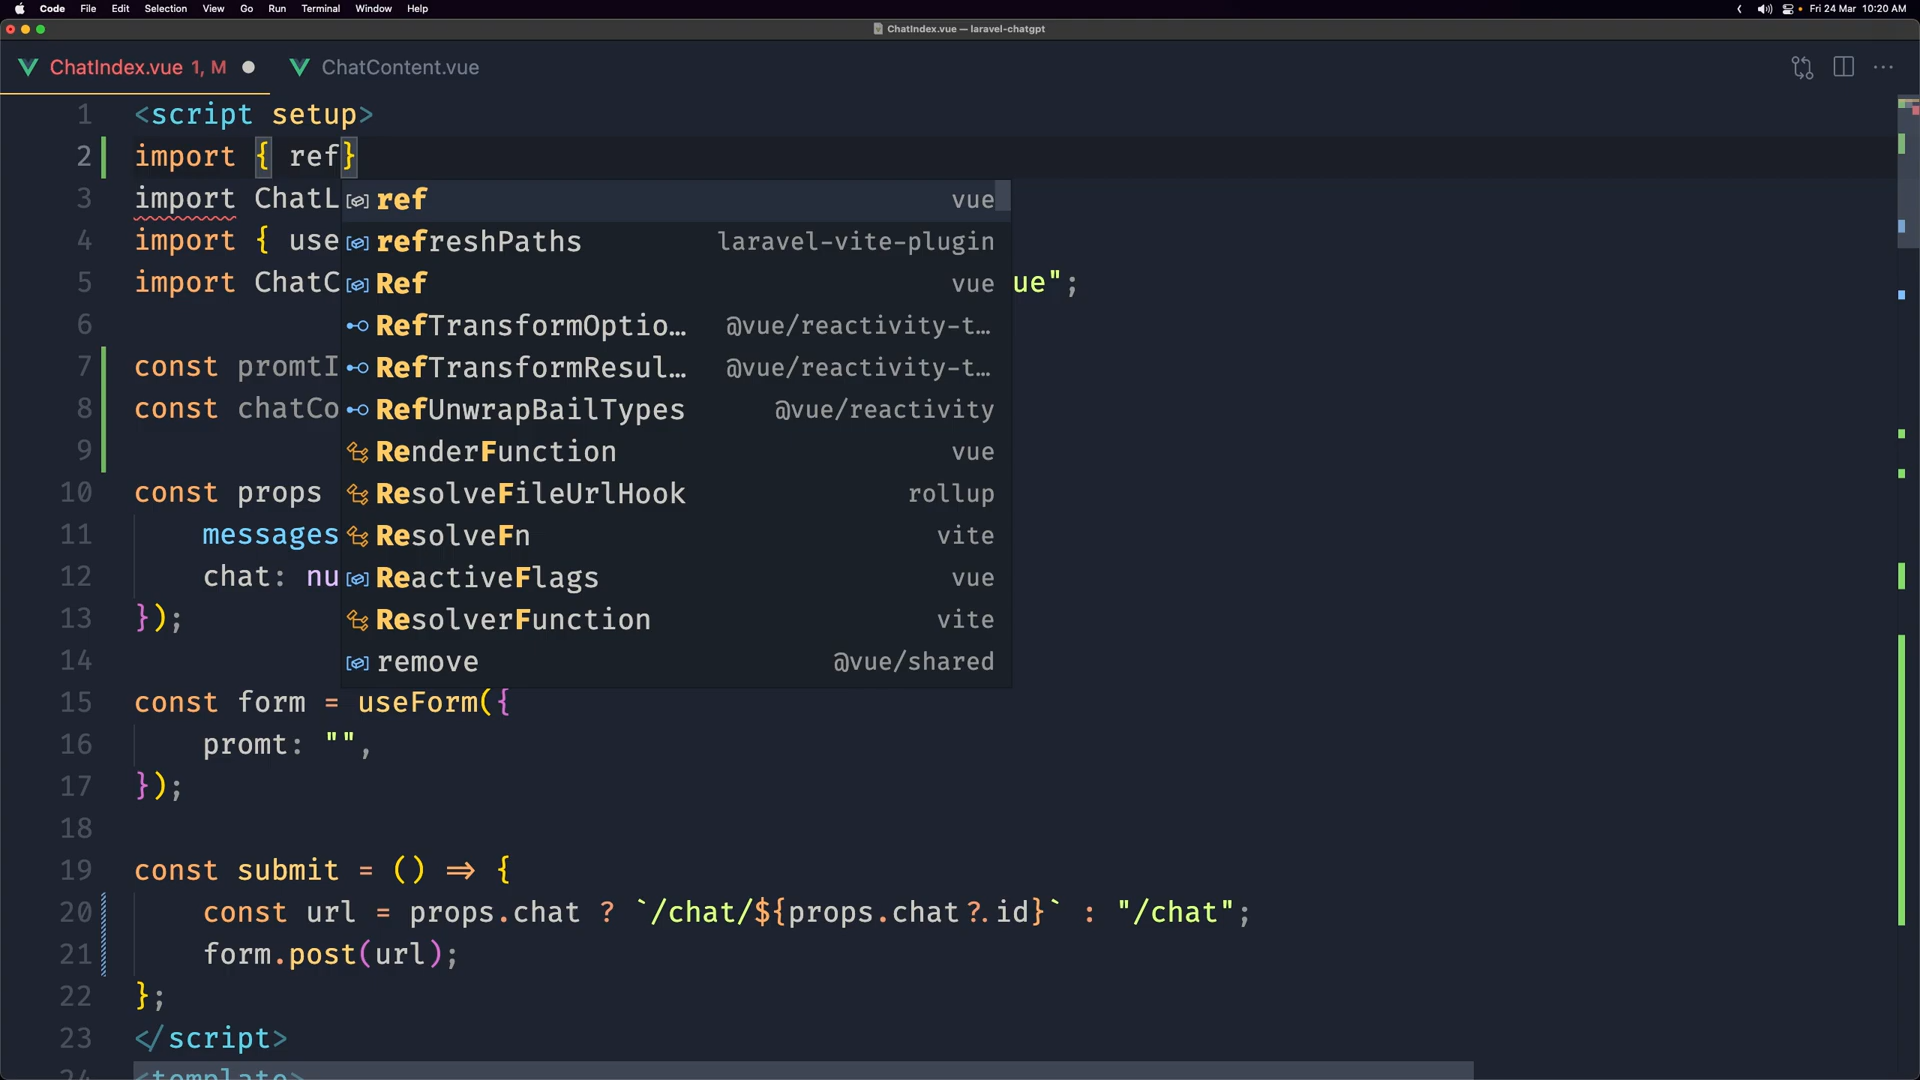 Code File Edit Selection View Go Run Terminal Window Help Fri 24 Mar 10:20 AM
ChatIndex.vue — laravel-chatgpt
ChatIndex.vue 1, M ChatContent.vue
1 <script setup>
2 import { ref}
3 import ChatL
4 import { use
5 import ChatC ue";
6
7 const promtI
8 const chatCo
9
10 const props
11 messages
12 chat: nu
13 });
14
15 const form = useForm({
16 promt: "",
17 });
18
19 const submit = () => {
20 const url = props.chat ? `/chat/${props.chat?.id}` : "/chat";
21 form.post(url);
22 };
23 </script>
24 <template>
ref vue
refreshPaths laravel-vite-plugin
Ref vue
RefTransformOptio… @vue/reactivity-t…
RefTransformResul… @vue/reactivity-t…
RefUnwrapBailTypes @vue/reactivity
RenderFunction vue
ResolveFileUrlHook rollup
ResolveFn vite
ReactiveFlags vue
ResolverFunction vite
remove @vue/shared